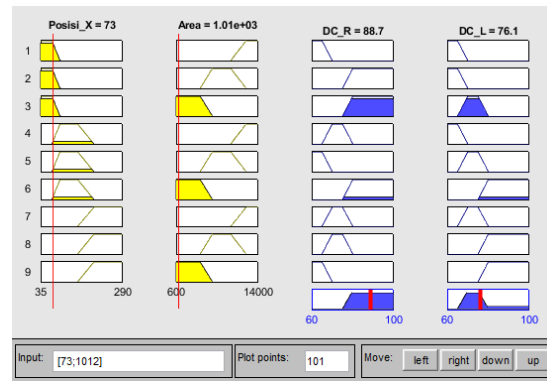 Posisi_X = 73
Area = 1.01e+03
DC_R = 88.7
DC_L = 76.1
1
2
3
4
5
6
7
8
9
35
290
600
14000
60
100
60
100
Input:
[73;1012]
Plot points:
101
Move:
left
right
down
up